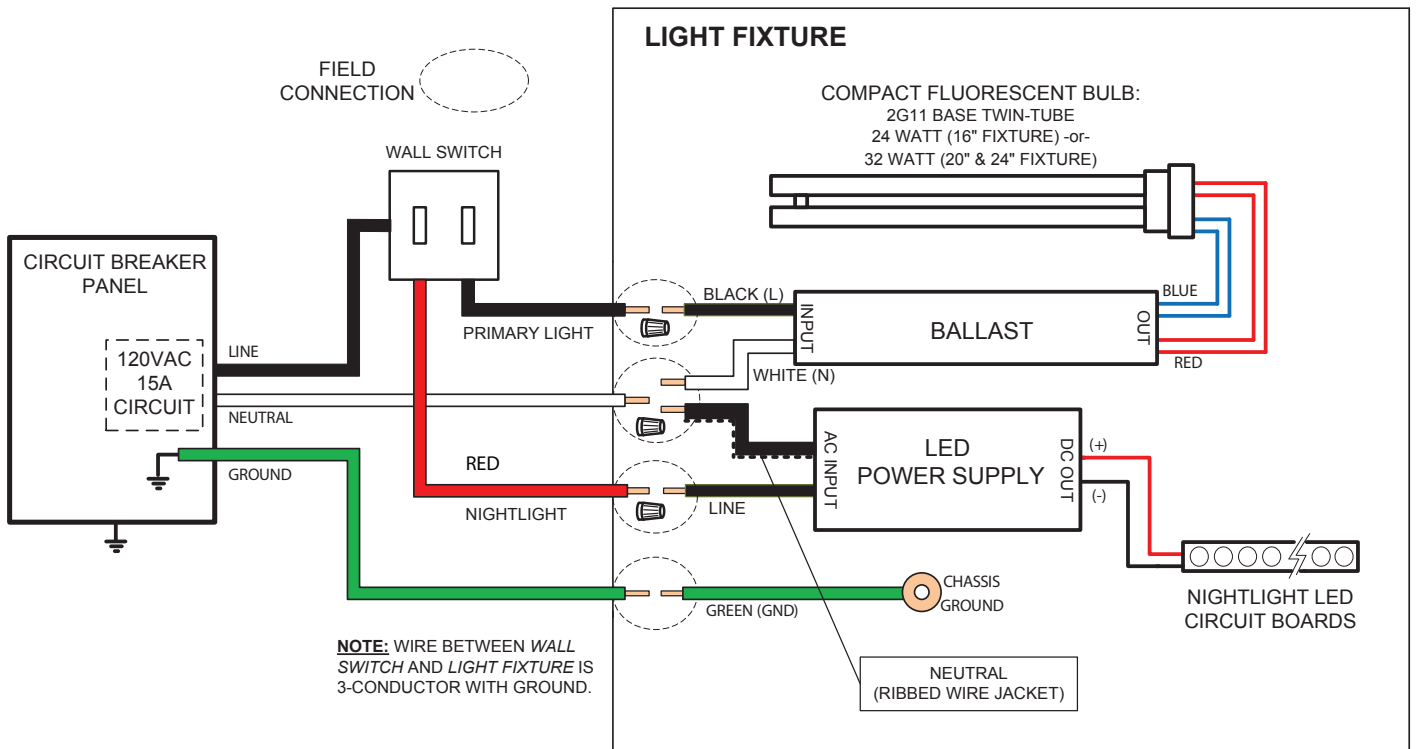 LIGHT FIXTURE
FIELD
CONNECTION
COMPACT FLUORESCENT BULB:
2G11 BASE TWIN-TUBE
24 WATT (16" FIXTURE) -or-
32 WATT (20" & 24" FIXTURE)
WALL SWITCH
CIRCUIT BREAKER
PANEL
120VAC
15A
CIRCUIT
LINE
NEUTRAL
GROUND
PRIMARY LIGHT
RED
NIGHTLIGHT
BLACK (L)
WHITE (N)
INPUT
BALLAST
OUT
BLUE
RED
AC INPUT
LED
POWER SUPPLY
DC OUT
(+)
(-)
LINE
GREEN (GND)
CHASSIS
GROUND
NIGHTLIGHT LED
CIRCUIT BOARDS
NEUTRAL
(RIBBED WIRE JACKET)
NOTE: WIRE BETWEEN WALL
SWITCH AND LIGHT FIXTURE IS
3-CONDUCTOR WITH GROUND.